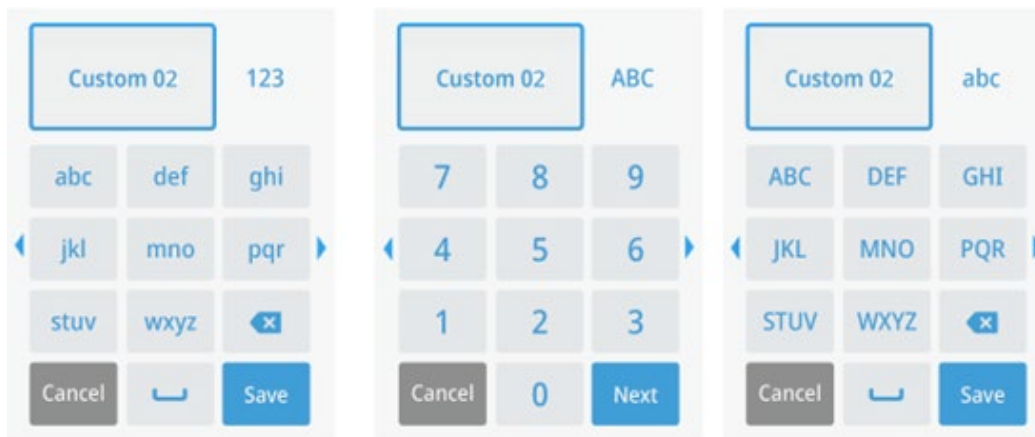 Custom 02 123
abc def ghi
jkl mno pqr
stuv wxyz
Cancel Save
Custom 02 ABC
7 8 9
4 5 6
1 2 3
Cancel 0 Next
Custom 02 abc
ABC DEF GHI
JKL MNO PQR
STUV WXYZ
Cancel Save